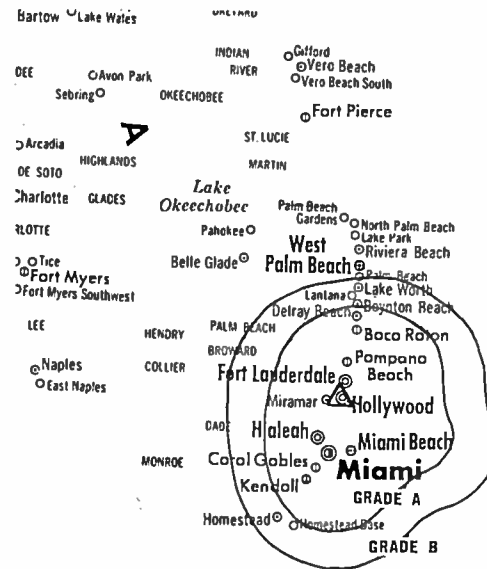 Bartow
Lake Wales
BREVARD
INDIAN
RIVER
Gifford
Vero Beach
Vero Beach South
DEE
Avon Park
Sebring
OKEECHOBEE
Fort Pierce
A
ST. LUCIE
Arcadia
HIGHLANDS
MARTIN
DE SOTO
Charlotte
GLADES
Lake
Okeechobee
Palm Beach
Gardens
North Palm Beach
RLOTTE
Pahokee
Lake Park
West
Palm Beach
Riviera Beach
Tice
Belle Glade
Palm Beach
Fort Myers
Lake Worth
Fort Myers Southwest
Lantana
Boynton Beach
Delray Beach
LEE
HENDRY
PALM BEACH
Boca Raton
BROWARD
Naples
COLLIER
Pompano
Beach
East Naples
Fort Lauderdale
Miramar
Hollywood
DADE
Hialeah
Miami Beach
MONROE
Coral Gables
Miami
Kendall
GRADE A
Homestead
Homestead Base
GRADE B